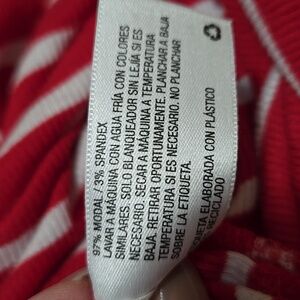 97% MODAL / 3% SPANDEX
LAVAR A MÁQUINA CON AGUA FRÍA CON COLORES
SIMILARES. SOLO BLANQUEADOR SIN LEJÍA SI ES
NECESARIO. SECAR A MÁQUINA A TEMPERATURA
BAJA. RETIRAR OPORTUNAMENTE. PLANCHAR A BAJA
TEMPERATURA SI ES NECESARIO. NO PLANCHAR
SOBRE LA ETIQUETA.
ETIQUETA ELABORADA CON PLÁSTICO
RECICLADO